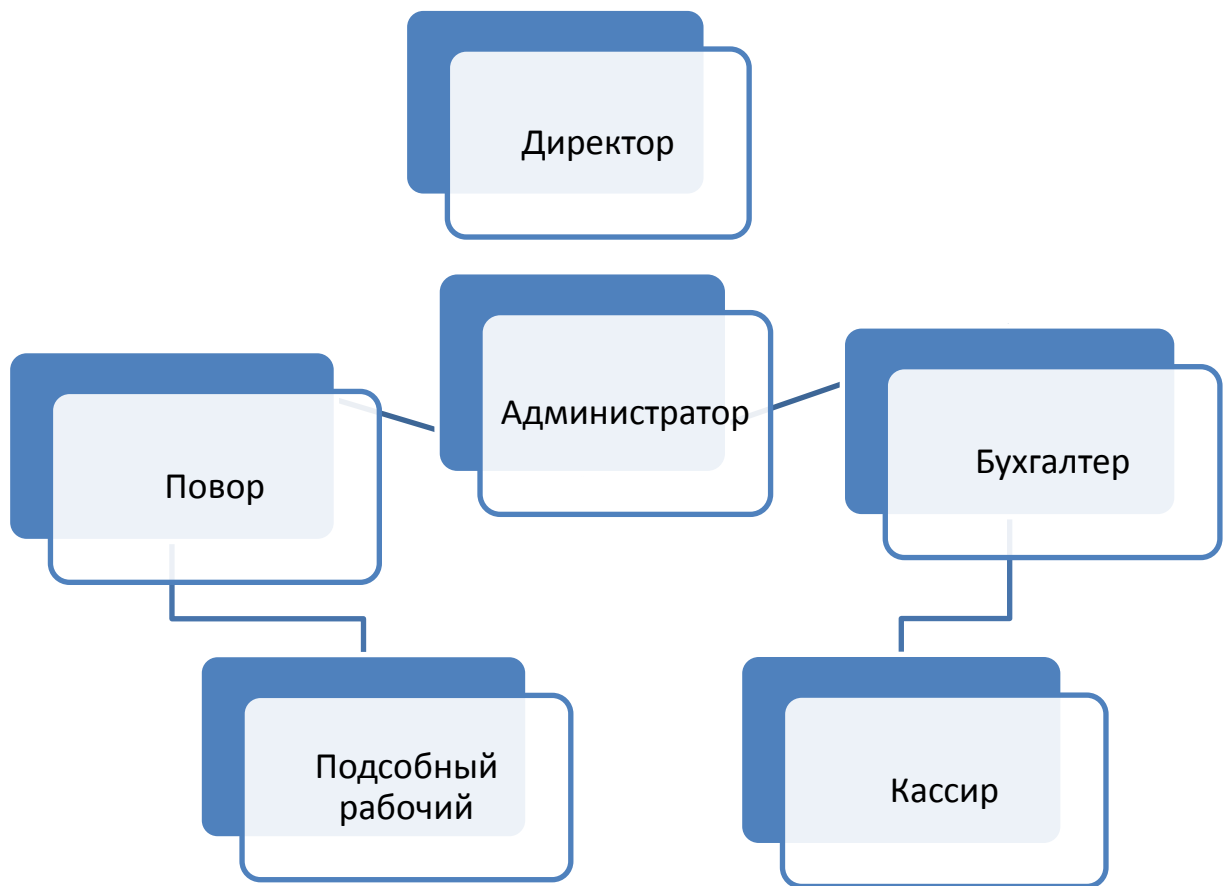 Директор
Администратор
Бухгалтер
Повор
Подсобный
рабочий
Кассир